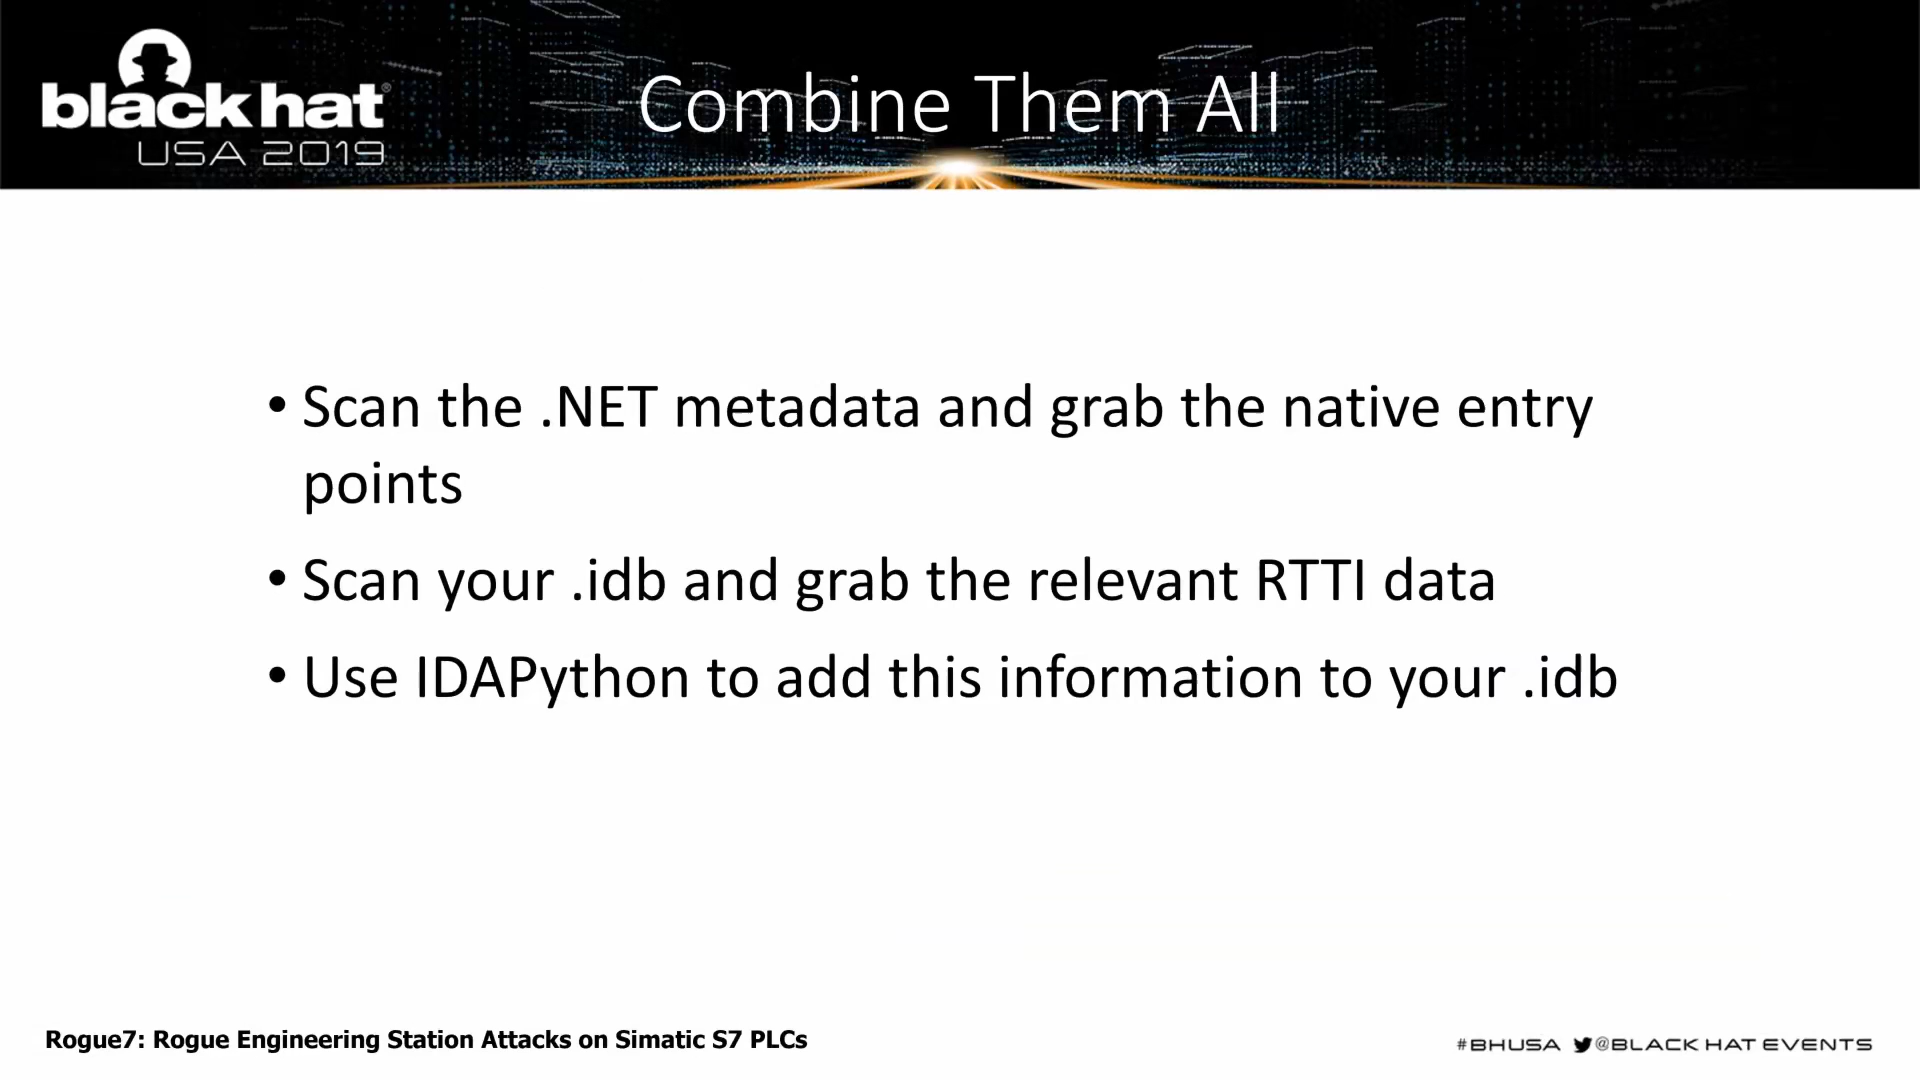 black hat®
USA 2019
Combine Them All
• Scan the .NET metadata and grab the native entry
points
• Scan your .idb and grab the relevant RTTI data
• Use IDAPython to add this information to your .idb
Rogue7: Rogue Engineering Station Attacks on Simatic S7 PLCs
#BHUSA @BLACK HAT EVENTS